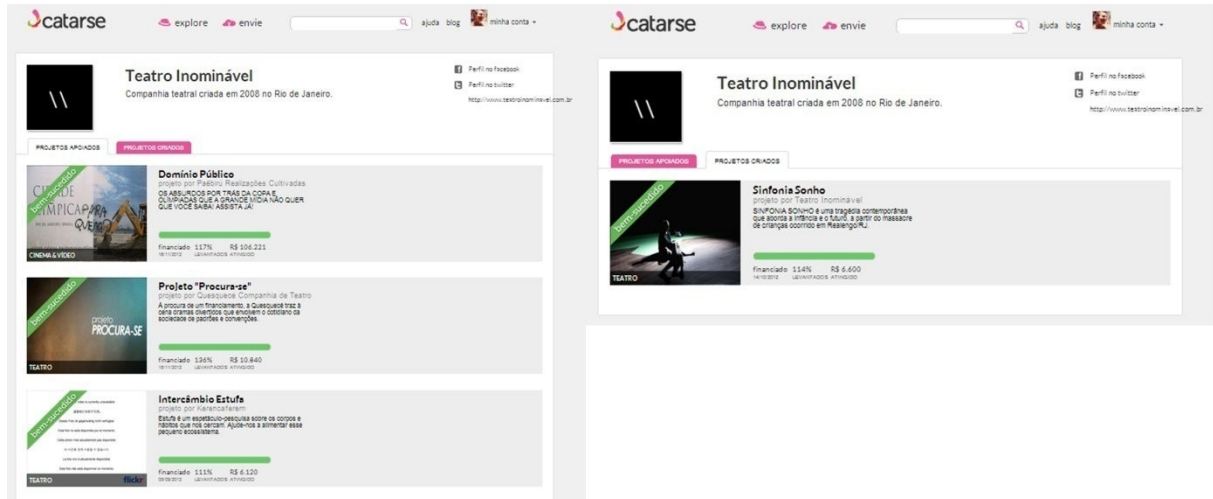 catarse
explore
envie
ajuda
blog
minha conta
Teatro Inominável
Companhia teatral criada em 2008 no Rio de Janeiro.
Perfil no facebook
Perfil no twitter
http://www.teatroinominavel.com.br
PROJETOS APOIADOS
PROJETOS CRIADOS
bem-sucedido
CINEMA & VÍDEO
Domínio Público
projeto por Paêbirú Realizações Cultivadas
OS ABSURDOS POR TRÁS DA COPA E
OLIMPÍADAS QUE A GRANDE MÍDIA NÃO QUER
QUE VOCÊ SAIBA! ASSISTA JÁ!
financiado 117% R$ 106.221
LEVANTADOS ATINGIDO
bem-sucedido
projeto
PROCURA-SE
TEATRO
Projeto "Procura-se"
projeto por Quesquecê Companhia de Teatro
A procura de um financiamento, a Quesquecê traz à
cena dramas divertidos que envolvem o cotidiano da
sociedade de padrões e convenções.
financiado 136% R$ 10.840
LEVANTADOS ATINGIDO
bem-sucedido
TEATRO
flickr
Intercâmbio Estufa
projeto por
Estufa é um espetáculo-pesquisa sobre os corpos e
hábitos que nos cercam. Ajude-nos a alimentar esse
pequeno ecossistema.
financiado 111% R$ 6.120
LEVANTADOS ATINGIDO
catarse
explore
envie
ajuda
blog
minha conta
Teatro Inominável
Companhia teatral criada em 2008 no Rio de Janeiro.
Perfil no facebook
Perfil no twitter
http://www.teatroinominavel.com.br
PROJETOS APOIADOS
PROJETOS CRIADOS
bem-sucedido
TEATRO
Sinfonia Sonho
projeto por Teatro Inominável
SINFONIA SONHO é uma tragédia contemporânea
que aborda a infância e o futuro, a partir do massacre
de crianças ocorrido em Realengo/RJ.
financiado 114% R$ 6.600
14/10/2012 LEVANTADOS ATINGIDO